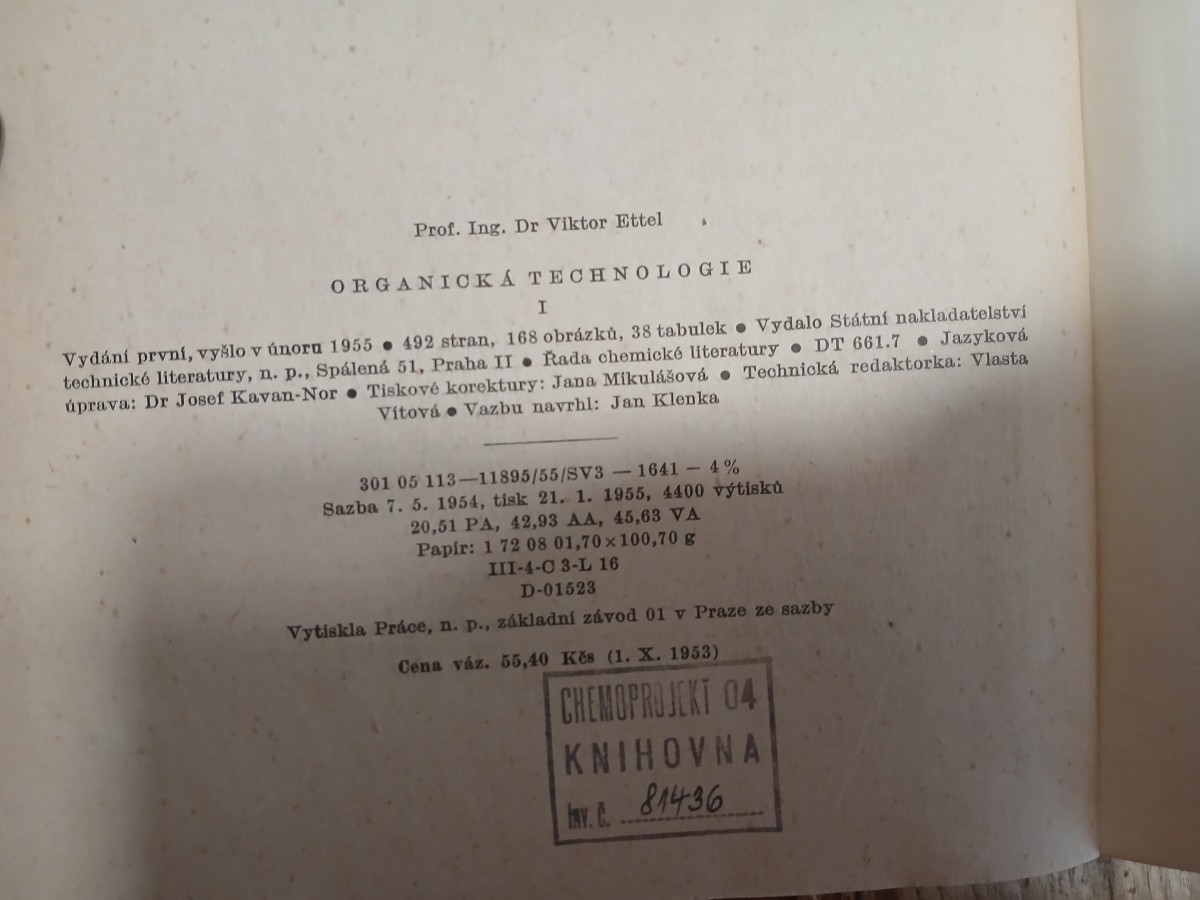 Prof. Ing. Dr Viktor Ettel
ORGANICKÁ TECHNOLOGIE
I
Vydání první, vyšlo v únoru 1955 ● 492 stran, 168 obrázků, 38 tabulek ● Vydalo Státní nakladatelství
technické literatury, n. p., Spálená 51, Praha II ● Řada chemické literatury ● DT 661.7 ● Jazyková
úprava: Dr Josef Kavan-Nor ● Tiskové korektury: Jana Mikulášová ● Technická redaktorka: Vlasta
Vítová ● Vazbu navrhl: Jan Klenka
301 05 113—11895/55/SV3 — 1641 — 4 %
Sazba 7. 5. 1954, tisk 21. 1. 1955, 4400 výtisků
20,51 PA, 42,93 AA, 45,63 VA
Papír: 1 72 08 01,70×100,70 g
III-4-C 3-L 16
D-01523
Vytiskla Práce, n. p., základní závod 01 v Praze ze sazby
Cena váz. 55,40 Kčs (1. X. 1953)
CHEMOPROJEKT 04
KNIHOVNA
Inv. č. 81436